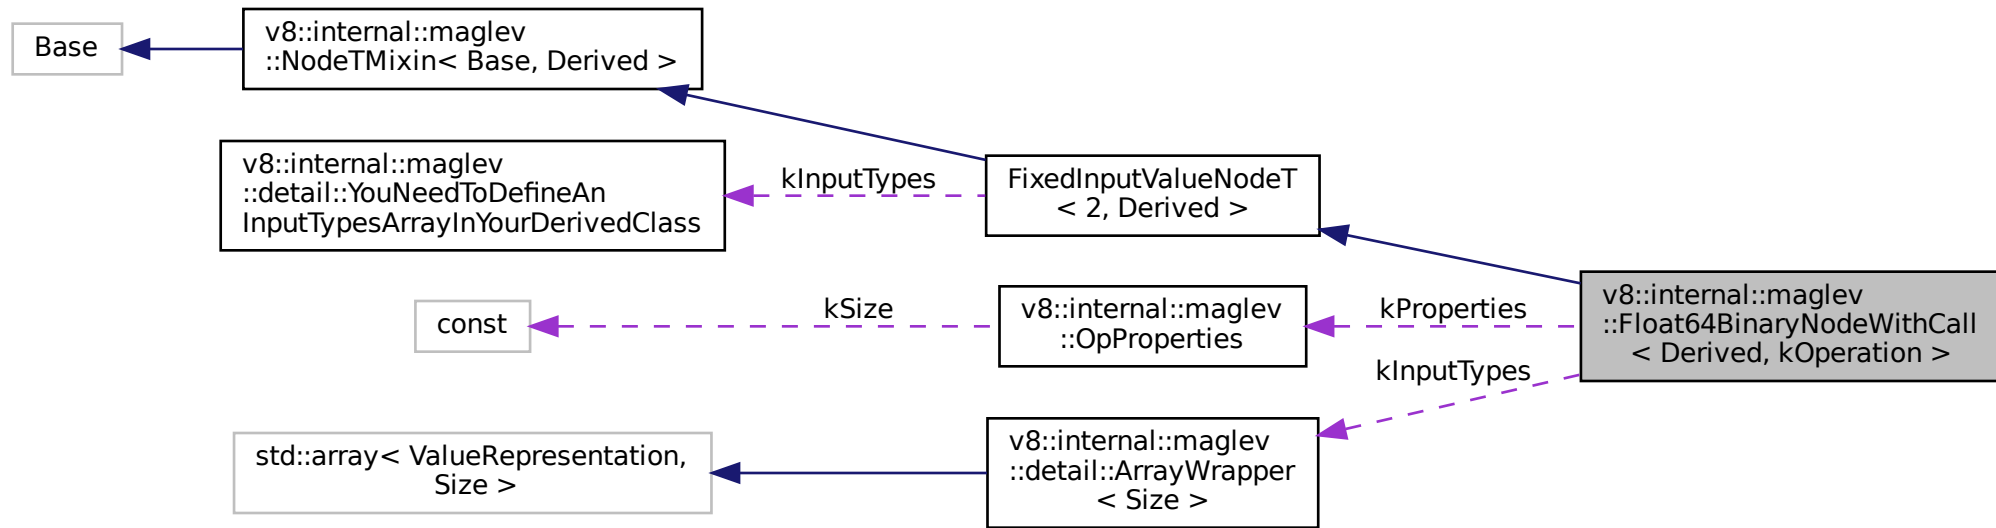 Base
v8::internal::maglev
::NodeTMixin< Base, Derived >
v8::internal::maglev
::detail::YouNeedToDefineAn
InputTypesArrayInYourDerivedClass
kInputTypes
FixedInputValueNodeT
< 2, Derived >
const
kSize
v8::internal::maglev
::OpProperties
kProperties
v8::internal::maglev
::Float64BinaryNodeWithCall
< Derived, kOperation >
kInputTypes
std::array< ValueRepresentation,
Size >
v8::internal::maglev
::detail::ArrayWrapper
< Size >